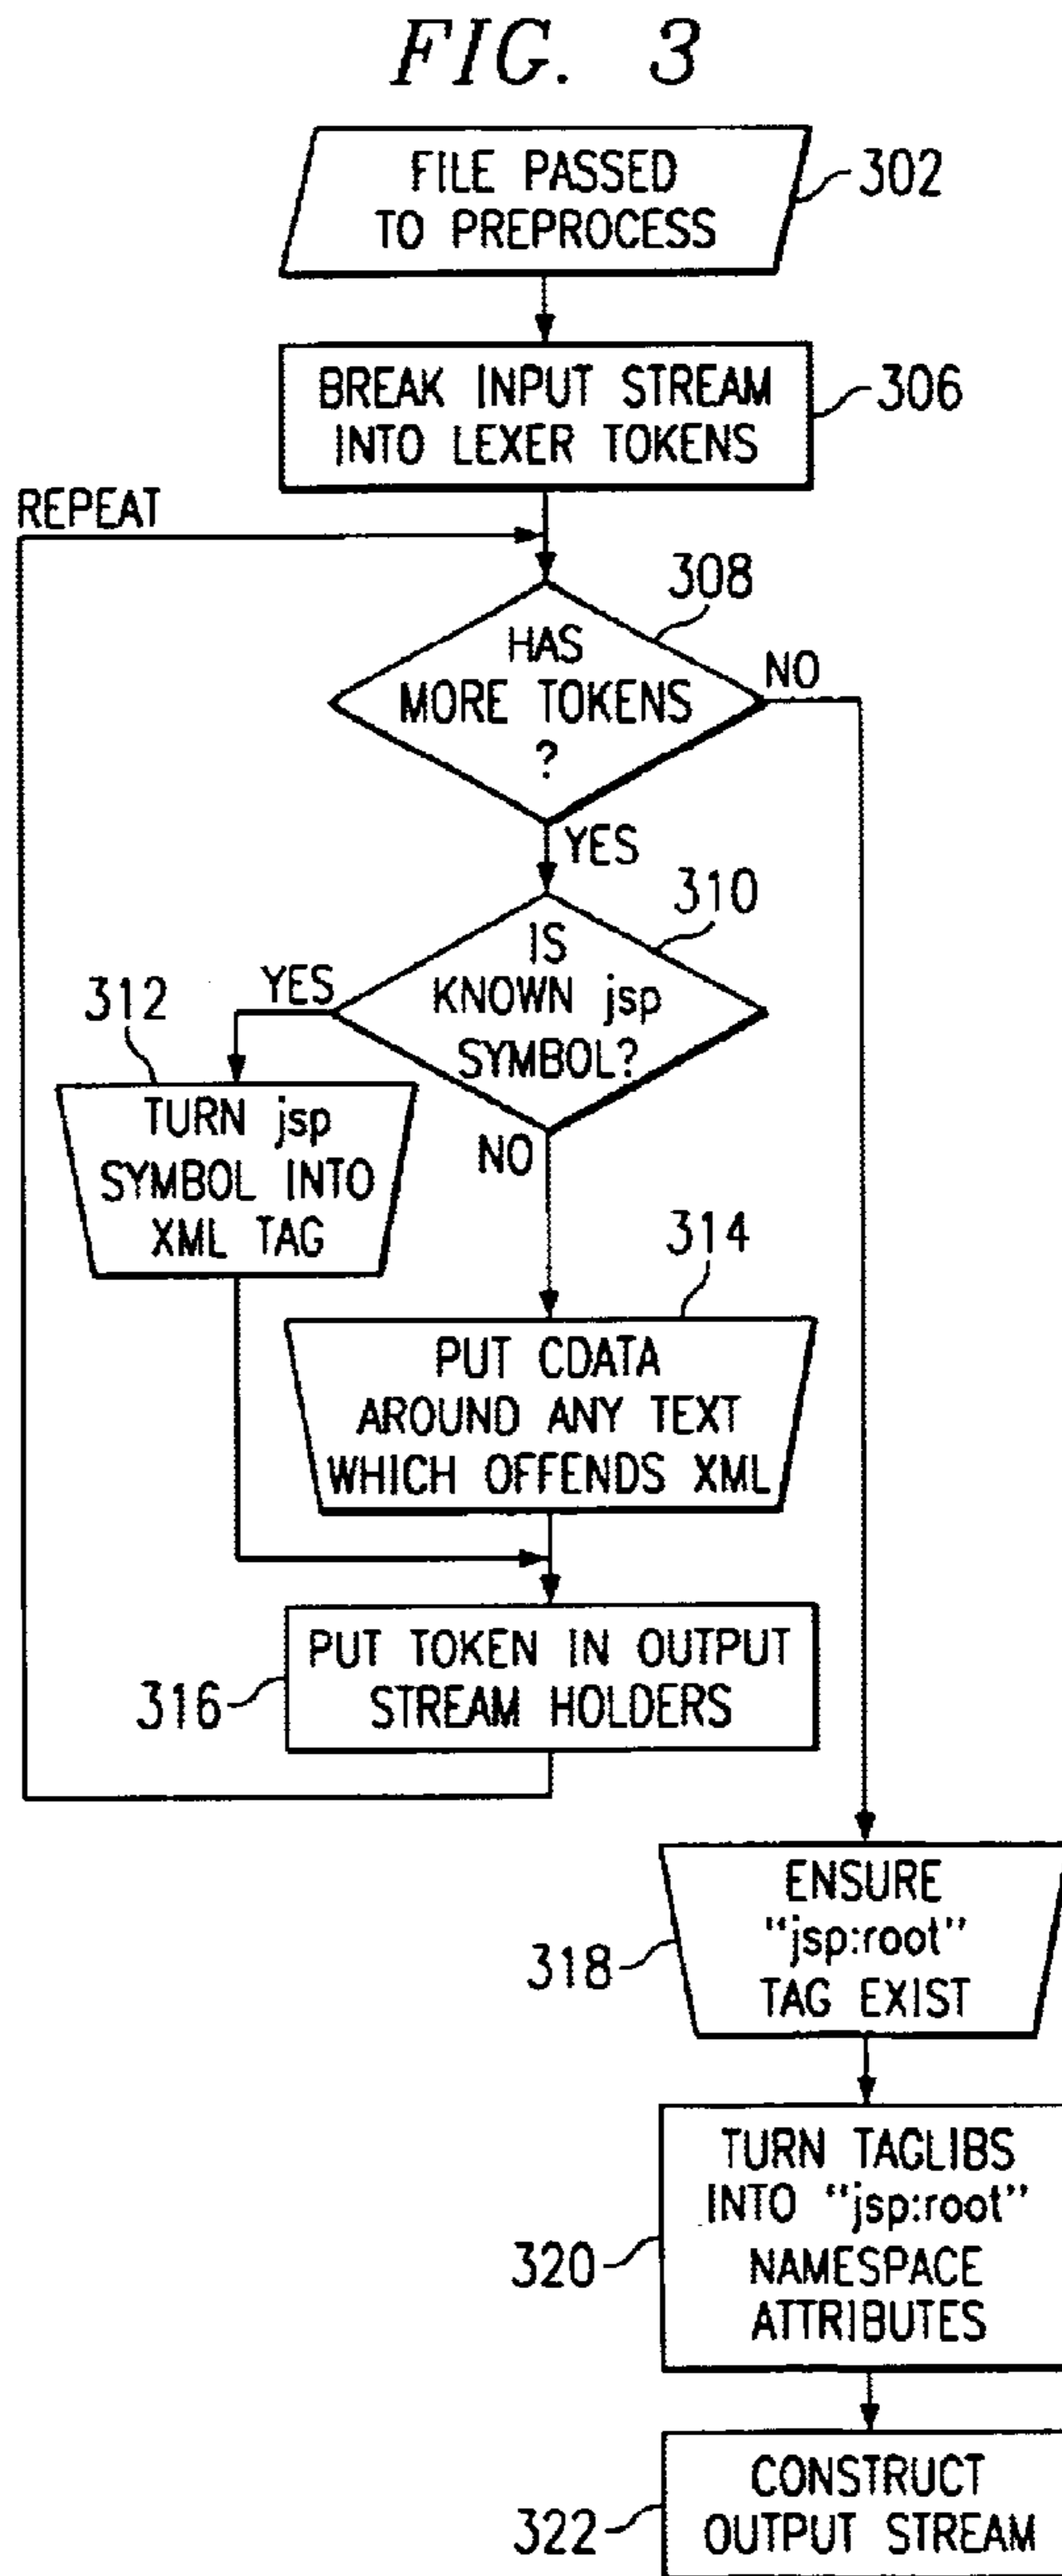 FIG. 3
FILE PASSED
TO PREPROCESS
302
BREAK INPUT STREAM
INTO LEXER TOKENS
306
REPEAT
308
HAS
MORE TOKENS
?
NO
YES
310
IS
KNOWN jsp
SYMBOL?
YES
312
TURN jsp
SYMBOL INTO
XML TAG
NO
314
PUT CDATA
AROUND ANY TEXT
WHICH OFFENDS XML
PUT TOKEN IN OUTPUT
STREAM HOLDERS
316
ENSURE
"jsp:root"
TAG EXIST
318
TURN TAGLIBS
INTO "jsp:root"
NAMESPACE
ATTRIBUTES
320
CONSTRUCT
OUTPUT STREAM
322